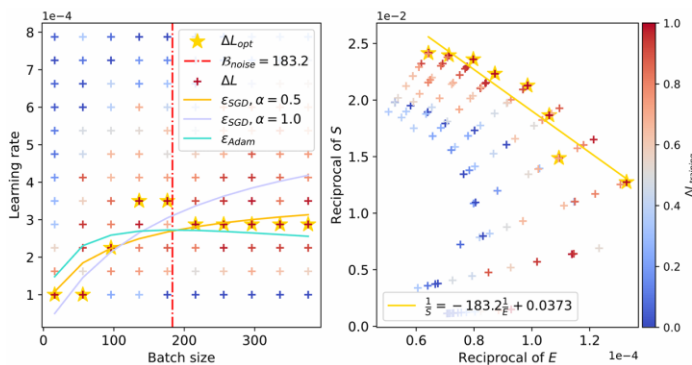 1e−4
8
7
6
5
4
3
2
1
Learning rate
0
100
200
300
Batch size
ΔL_opt
𝓑_noise = 183.2
ΔL
ε_SGD, α = 0.5
ε_SGD, α = 1.0
ε_Adam
1e−2
2.5
2.0
1.5
1.0
0.5
0.0
Reciprocal of S
1/S = −183.2 1/E + 0.0373
0.6
0.8
1.0
1.2
1e−4
Reciprocal of E
1.0
0.8
0.6
0.4
0.2
0.0
ΔL_training